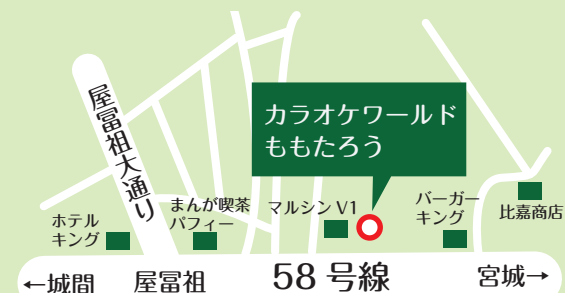 屋冨祖大通り
カラオケワールド
ももたろう
ホテル
キング
まんが喫茶
パフィー
マルシン V1
バーガー
キング
比嘉商店
←城間
屋冨祖
58 号線
宮城→